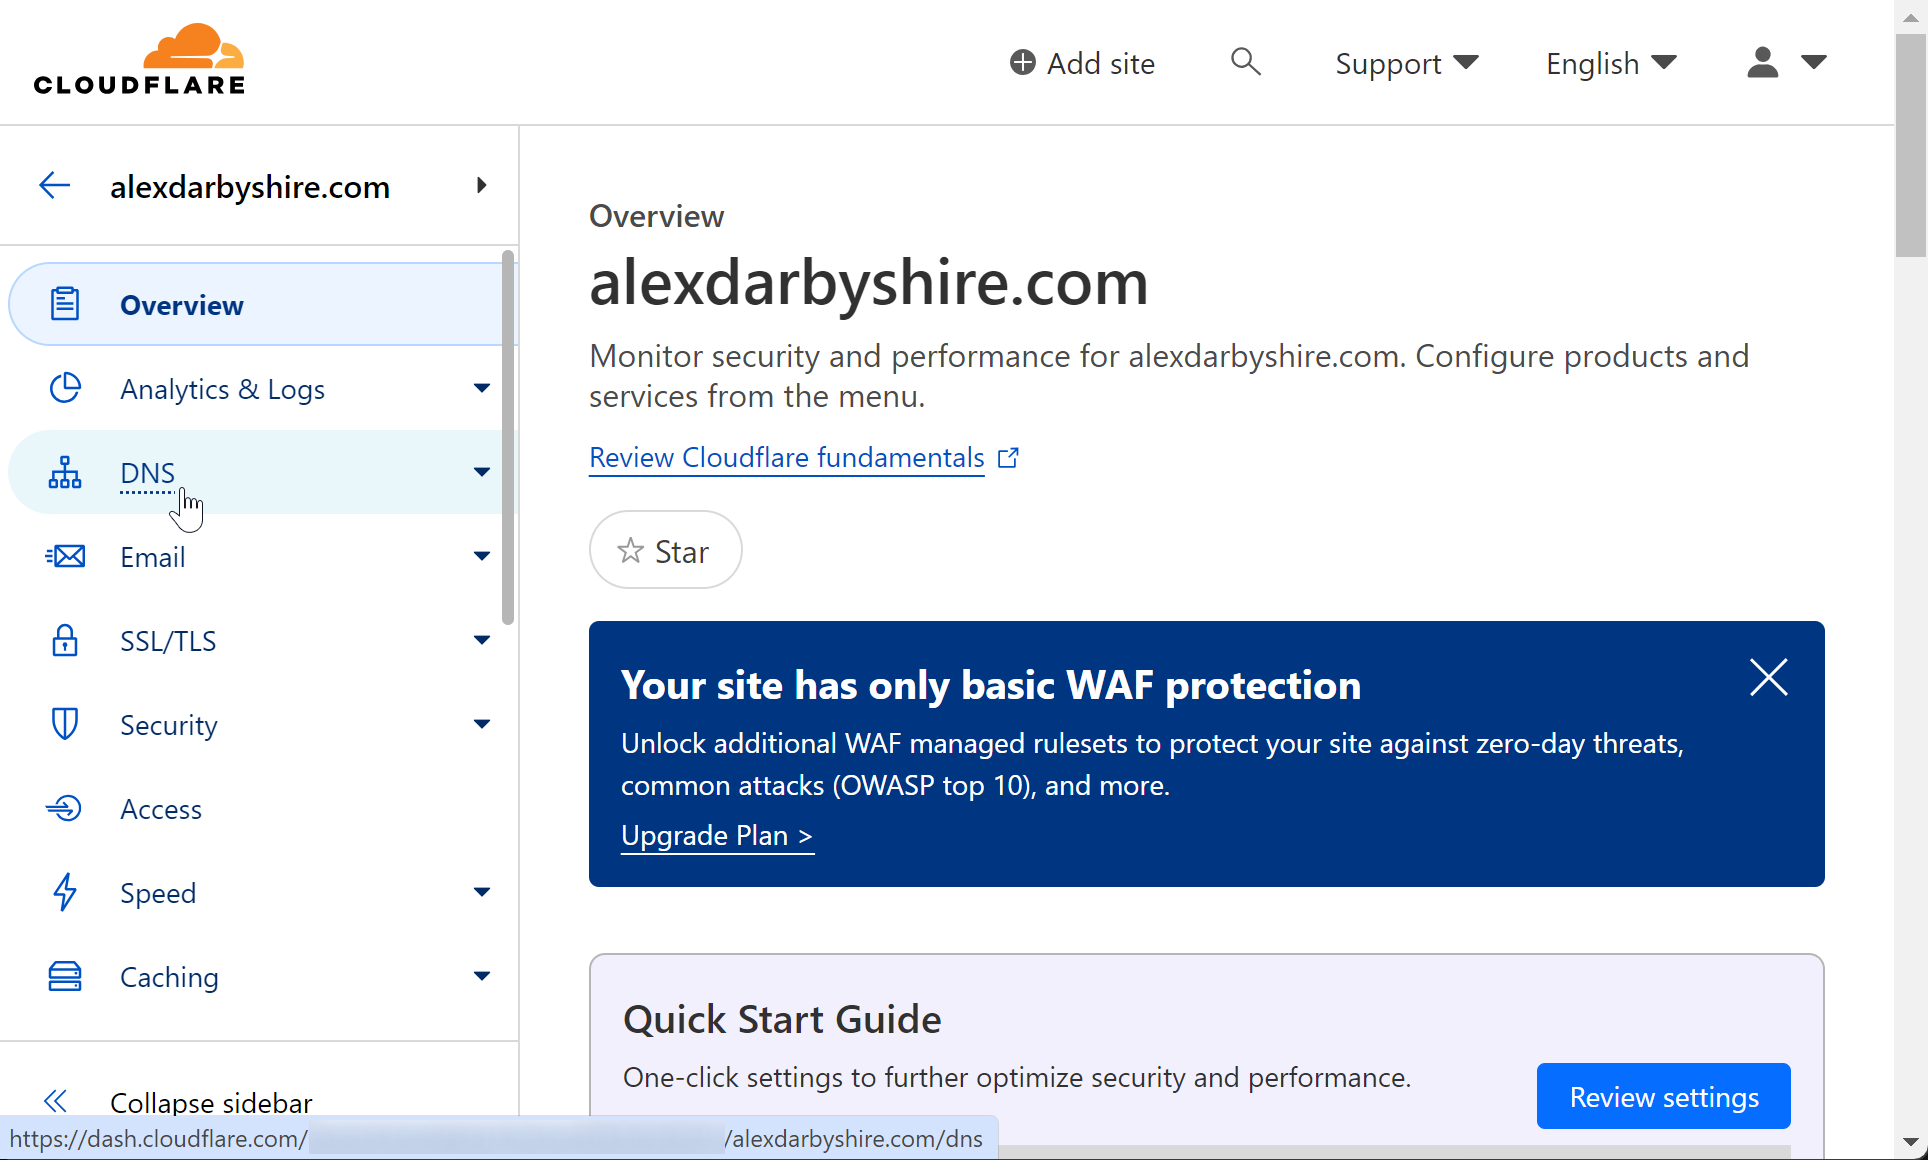 CLOUDFLARE
Add site
Support
English
alexdarbyshire.com
Overview
Analytics & Logs
DNS
Email
SSL/TLS
Security
Access
Speed
Caching
Collapse sidebar
Overview
alexdarbyshire.com
Monitor security and performance for alexdarbyshire.com. Configure products and
services from the menu.
Review Cloudflare fundamentals
Star
Your site has only basic WAF protection
Unlock additional WAF managed rulesets to protect your site against zero-day threats,
common attacks (OWASP top 10), and more.
Upgrade Plan >
Quick Start Guide
One-click settings to further optimize security and performance.
Review settings
https://dash.cloudflare.com/ /alexdarbyshire.com/dns